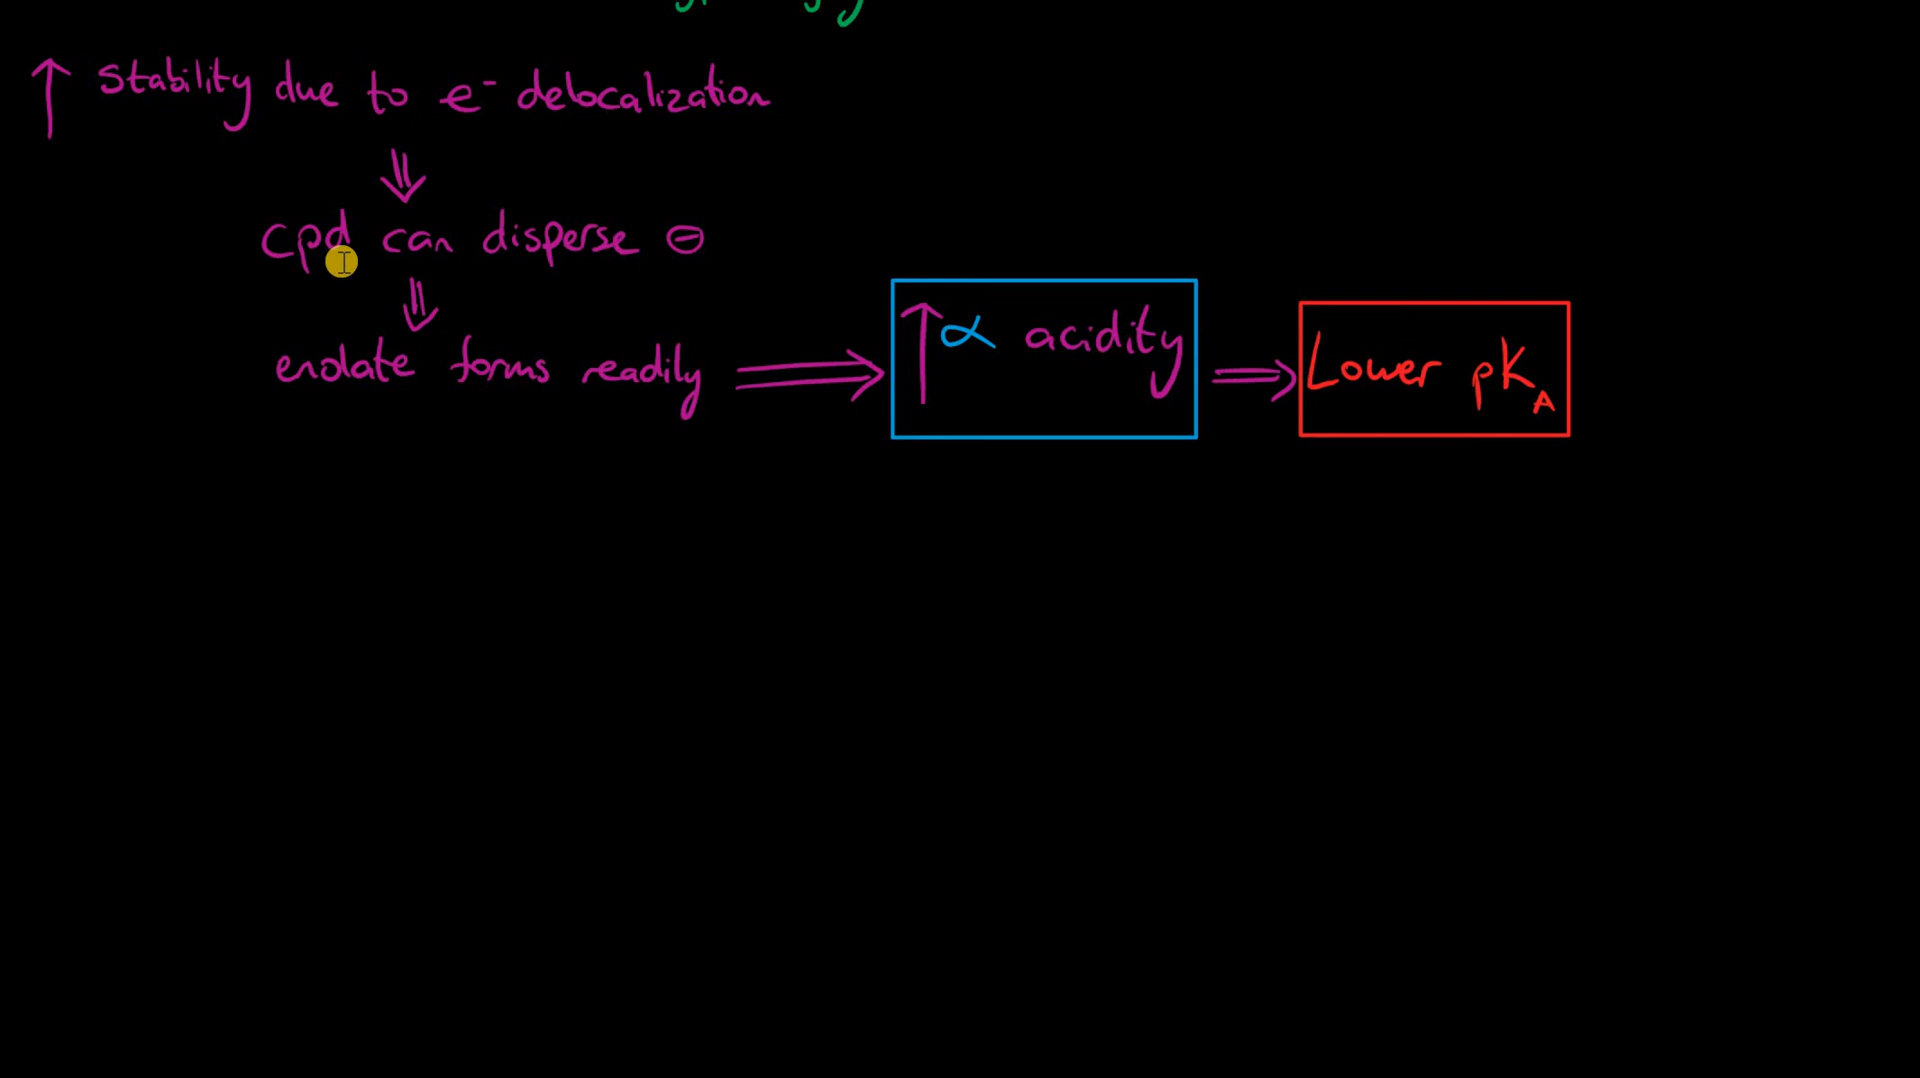 ↑ Stability due to e⁻ delocalization
⇓
cpd can disperse ⊖
⇓
enolate forms readily ⟹ ↑ α acidity ⟹ Lower pKA